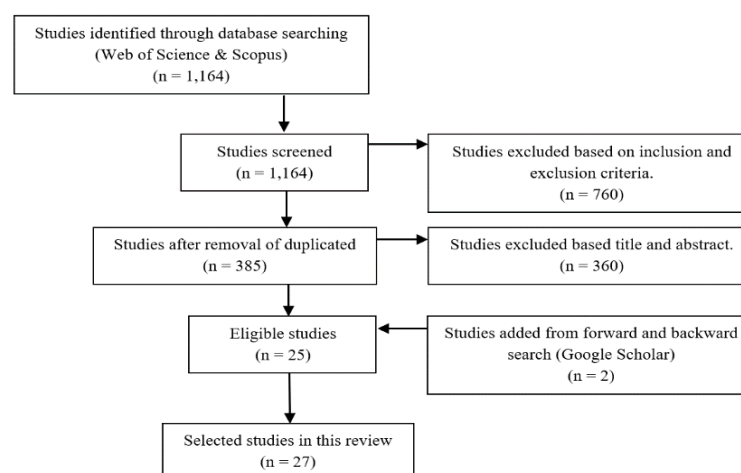 Studies identified through database searching
(Web of Science & Scopus)
(n = 1,164)
Studies screened
(n = 1,164)
Studies excluded based on inclusion and
exclusion criteria.
(n = 760)
Studies after removal of duplicated
(n = 385)
Studies excluded based title and abstract.
(n = 360)
Eligible studies
(n = 25)
Studies added from forward and backward
search (Google Scholar)
(n = 2)
Selected studies in this review
(n = 27)